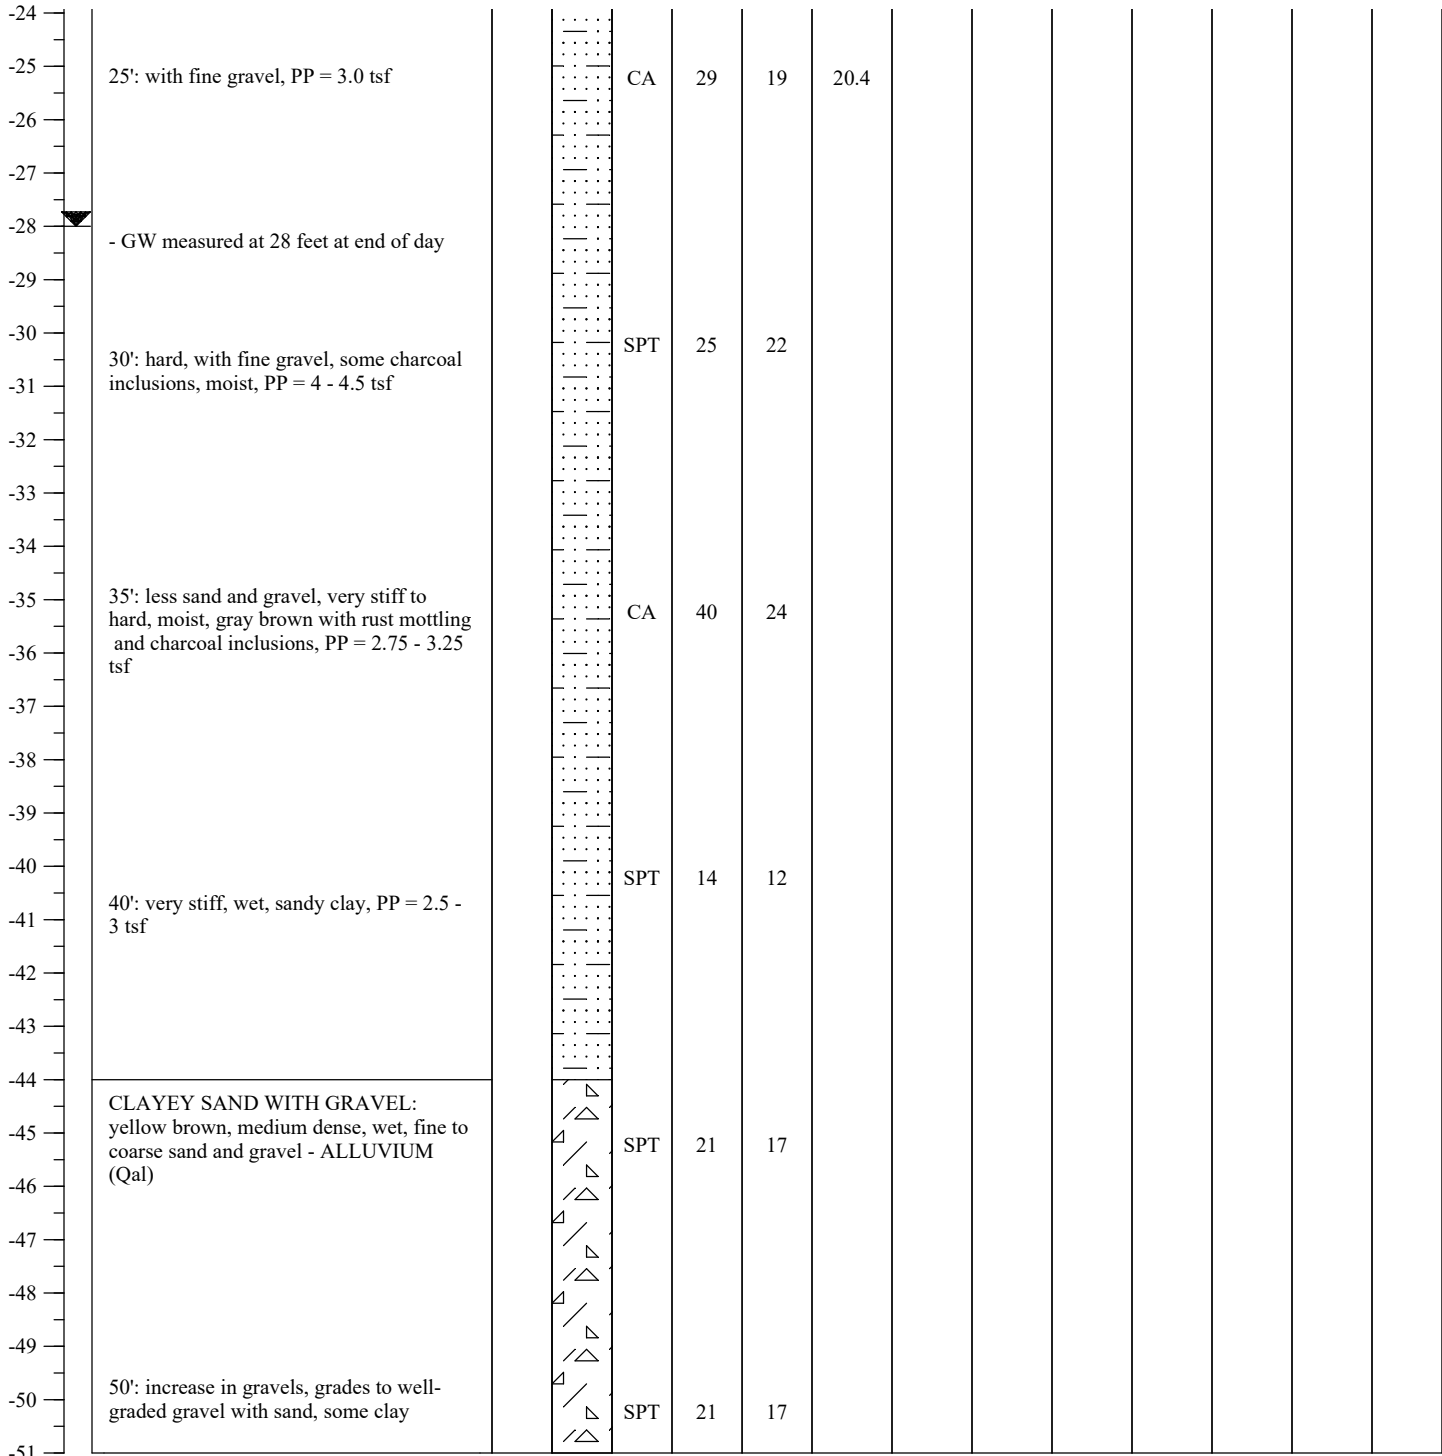 -24
-25
25': with fine gravel, PP = 3.0 tsf
CA 29 19 20.4
-26
-27
-28
- GW measured at 28 feet at end of day
-29
-30
SPT 25 22
30': hard, with fine gravel, some charcoal
inclusions, moist, PP = 4 - 4.5 tsf
-31
-32
-33
-34
-35
35': less sand and gravel, very stiff to
CA 40 24
hard, moist, gray brown with rust mottling
and charcoal inclusions, PP = 2.75 - 3.25
-36
tsf
-37
-38
-39
-40
SPT 14 12
40': very stiff, wet, sandy clay, PP = 2.5 -
-41
3 tsf
-42
-43
-44
CLAYEY SAND WITH GRAVEL:
yellow brown, medium dense, wet, fine to
-45
SPT 21 17
coarse sand and gravel - ALLUVIUM
(Qal)
-46
-47
-48
-49
50': increase in gravels, grades to well-
-50
graded gravel with sand, some clay
SPT 21 17
-51